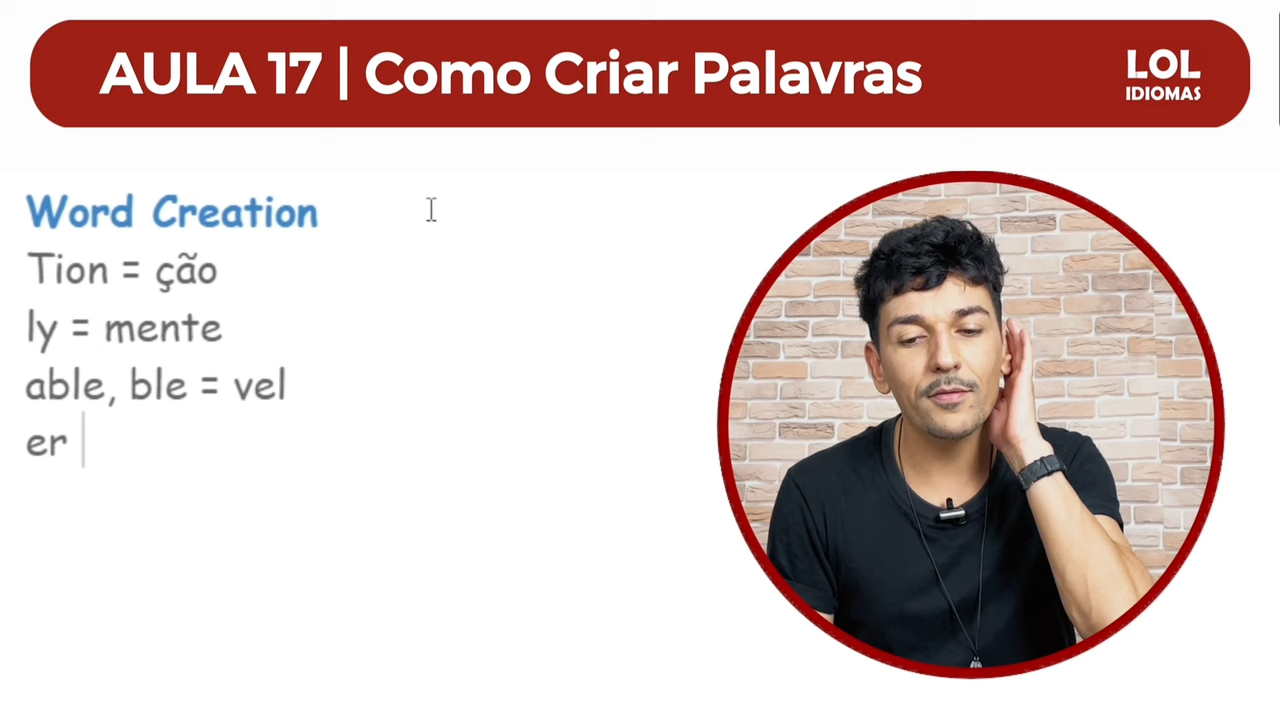 AULA 17 | Como Criar Palavras
LOL
IDIOMAS
Word Creation
Tion = ção
ly = mente
able, ble = vel
er